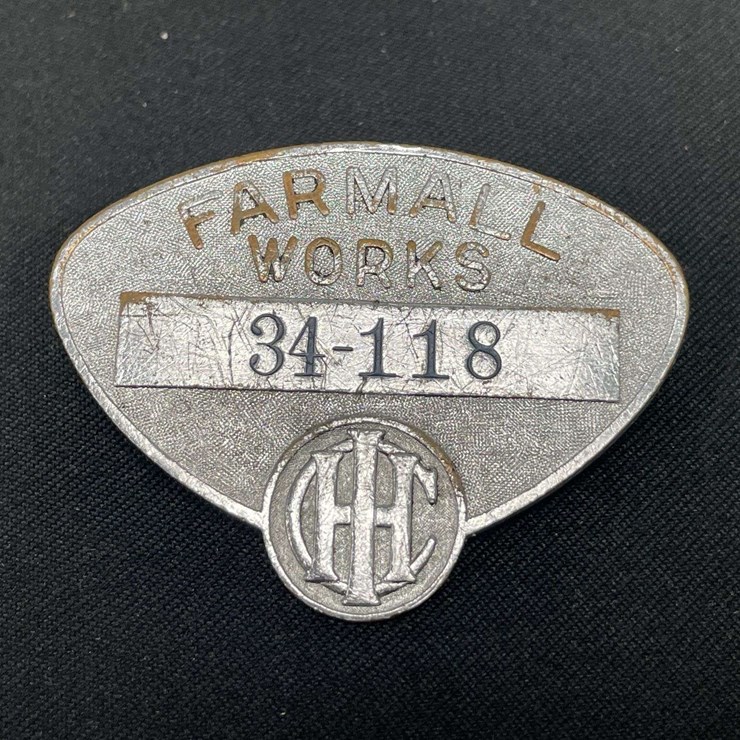 FARMALL
WORKS
34-118
IHC